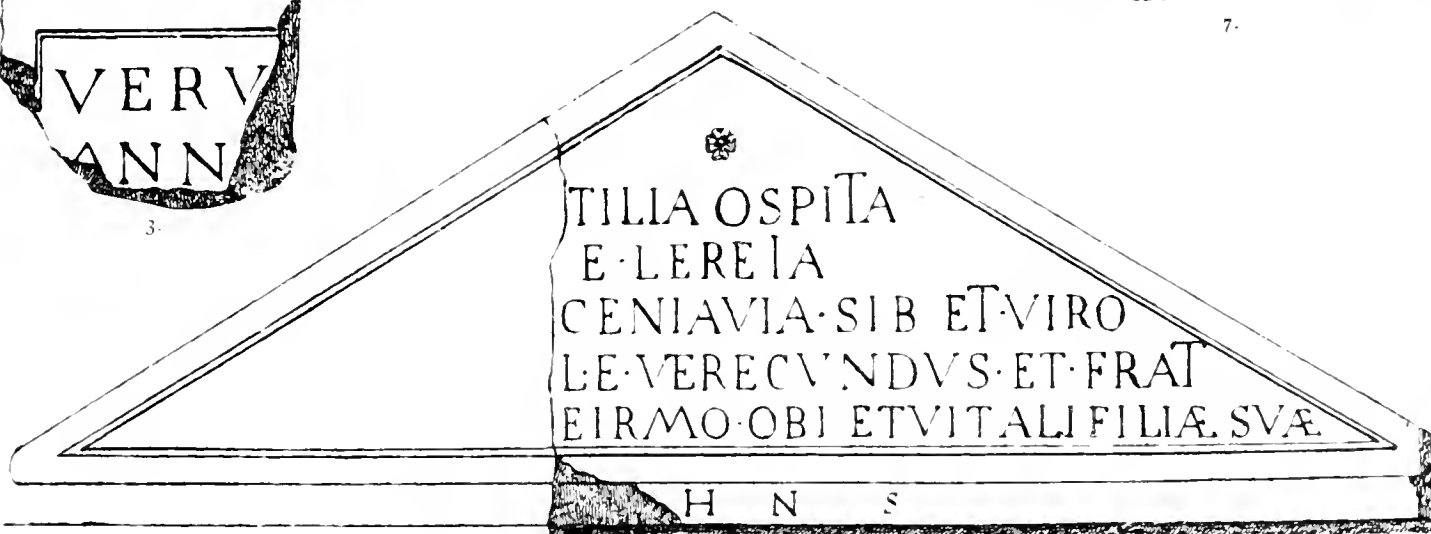 VERV
ANN
3.
7.
TILIA OSPITA
E·LEREIA
CENIAVIA·SIB ET·VIRO
L·E·VERECVNDVS·ET·FRAT
EIRMO·OBI ETVITALI FILIÆ SVÆ
H N S